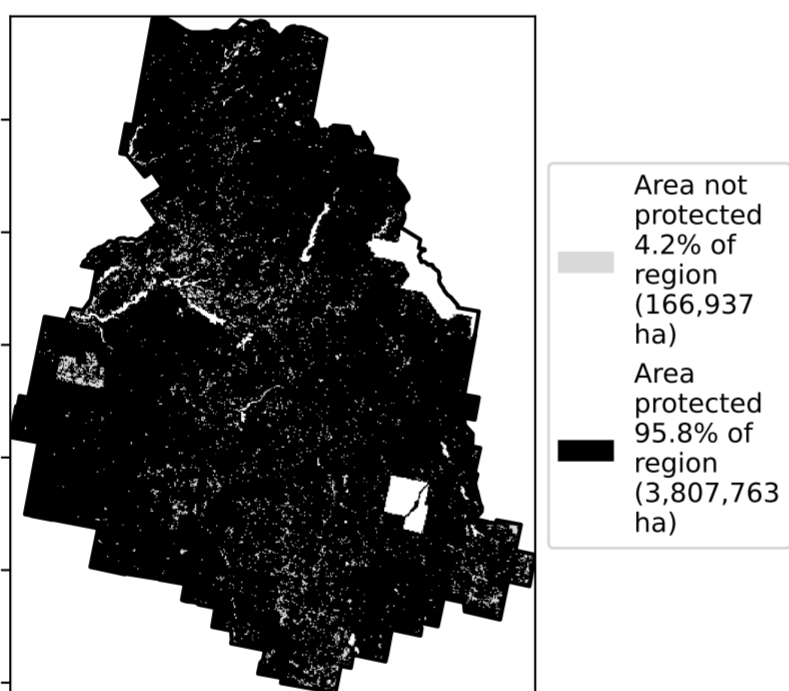 Area not
protected
4.2% of
region
(166,937
ha)
Area
protected
95.8% of
region
(3,807,763
ha)